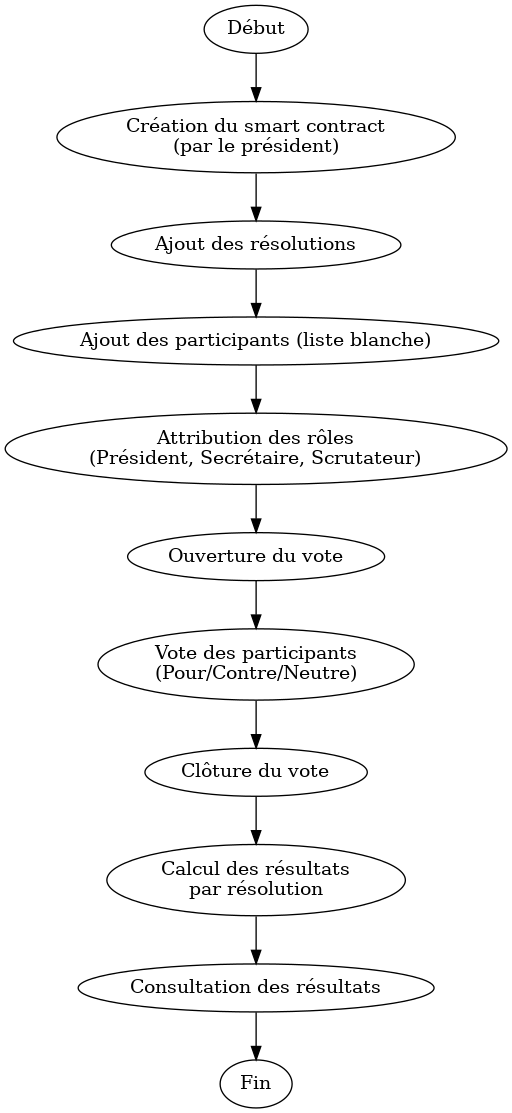 Début
Création du smart contract
(par le président)
Ajout des résolutions
Ajout des participants (liste blanche)
Attribution des rôles
(Président, Secrétaire, Scrutateur)
Ouverture du vote
Vote des participants
(Pour/Contre/Neutre)
Clôture du vote
Calcul des résultats
par résolution
Consultation des résultats
Fin